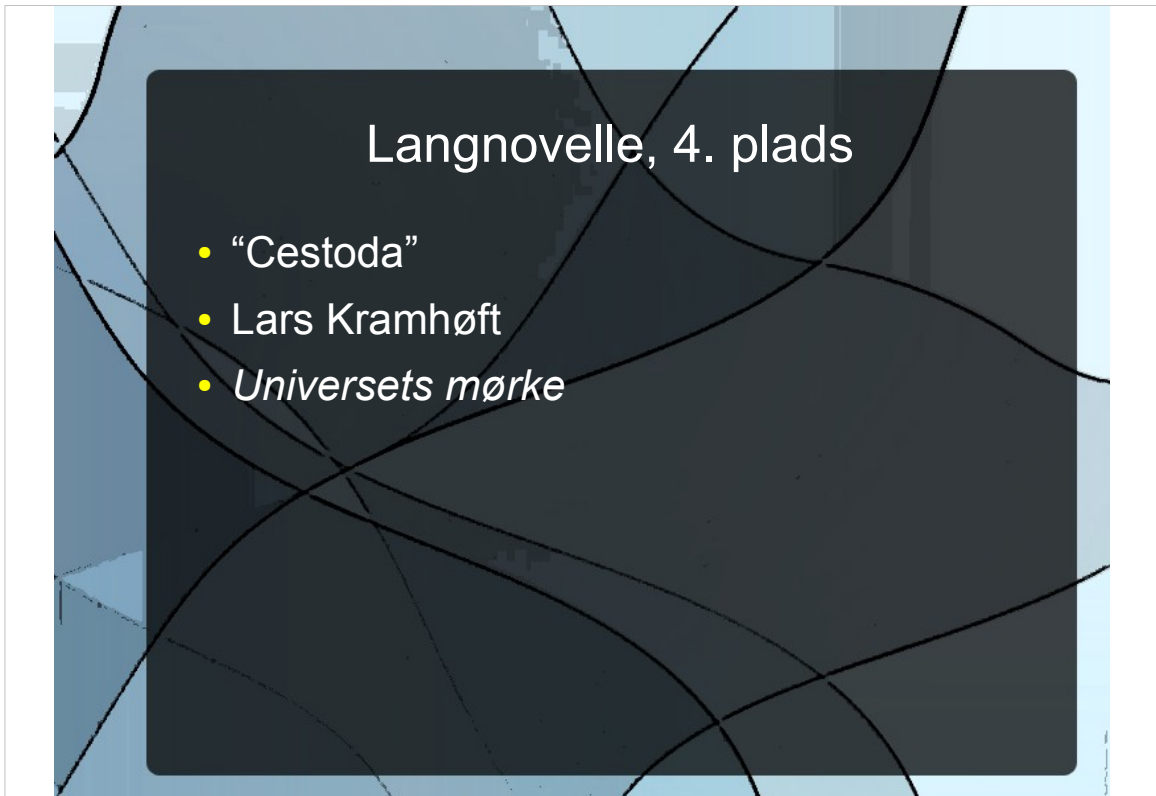 Langnovelle, 4. plads
• “Cestoda”
• Lars Kramhøft
• Universets mørke